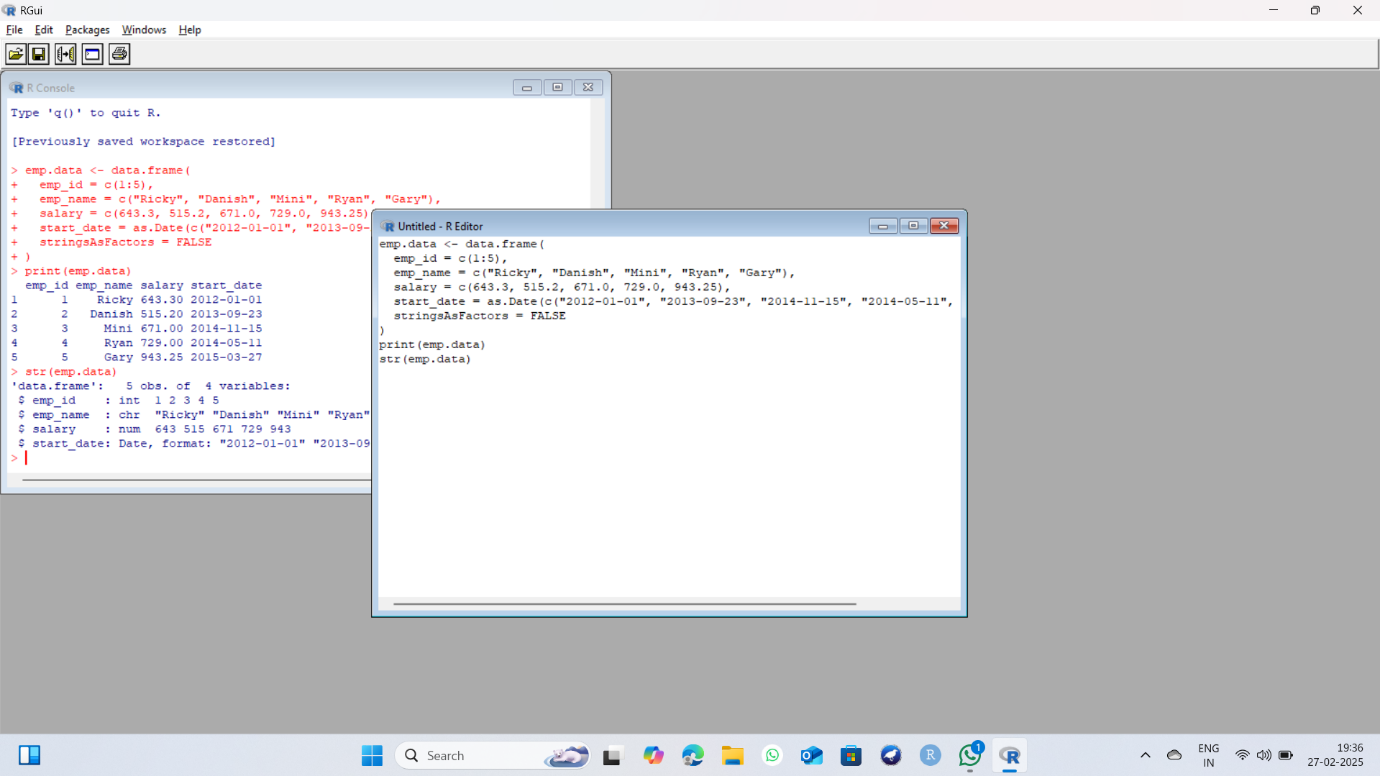 RGui
File Edit Packages Windows Help
R Console
Type 'q()' to quit R.
[Previously saved workspace restored]
> emp.data <- data.frame(
+   emp_id = c(1:5),
+   emp_name = c("Ricky", "Danish", "Mini", "Ryan", "Gary"),
+   salary = c(643.3, 515.2, 671.0, 729.0, 943.25)
+   start_date = as.Date(c("2012-01-01", "2013-09-
+   stringsAsFactors = FALSE
+ )
> print(emp.data)
  emp_id emp_name salary start_date
1      1    Ricky 643.30 2012-01-01
2      2   Danish 515.20 2013-09-23
3      3     Mini 671.00 2014-11-15
4      4     Ryan 729.00 2014-05-11
5      5     Gary 943.25 2015-03-27
> str(emp.data)
'data.frame':   5 obs. of  4 variables:
 $ emp_id    : int  1 2 3 4 5
 $ emp_name  : chr  "Ricky" "Danish" "Mini" "Ryan"
 $ salary    : num  643 515 671 729 943
 $ start_date: Date, format: "2012-01-01" "2013-09
>
Untitled - R Editor
emp.data <- data.frame(
  emp_id = c(1:5),
  emp_name = c("Ricky", "Danish", "Mini", "Ryan", "Gary"),
  salary = c(643.3, 515.2, 671.0, 729.0, 943.25),
  start_date = as.Date(c("2012-01-01", "2013-09-23", "2014-11-15", "2014-05-11",
  stringsAsFactors = FALSE
)
print(emp.data)
str(emp.data)
Search
1
ENG
IN
19:36
27-02-2025